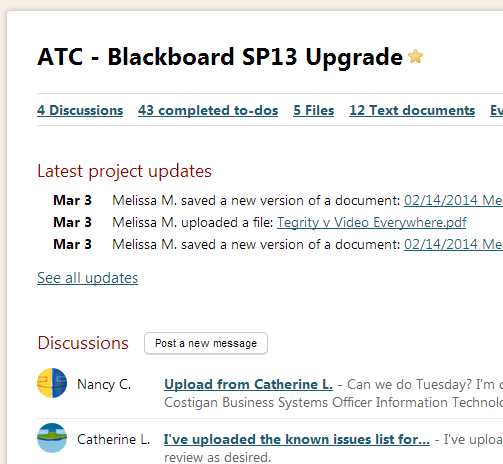 ATC - Blackboard SP13 Upgrade
4 Discussions 43 completed to-dos 5 Files 12 Text documents Ev
Latest project updates
Mar 3 Melissa M. saved a new version of a document: 02/14/2014 Me
Mar 3 Melissa M. uploaded a file: Tegrity v Video Everywhere.pdf
Mar 3 Melissa M. saved a new version of a document: 02/14/2014 Me
See all updates
Discussions Post a new message
Nancy C. Upload from Catherine L. - Can we do Tuesday? I'm o
Costigan Business Systems Officer Information Technolo
Catherine L. I've uploaded the known issues list for... - I've uploa
review as desired.